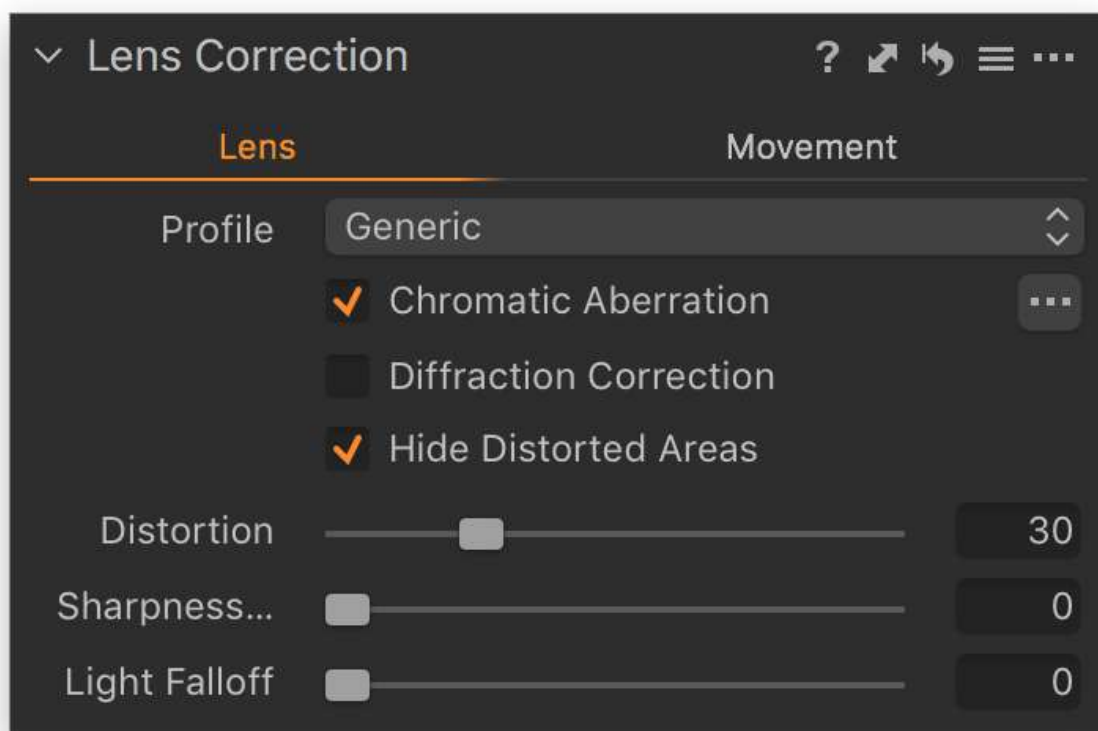 Lens Correction ?
Lens Movement
Profile Generic
Chromatic Aberration
Diffraction Correction
Hide Distorted Areas
Distortion 30
Sharpness... 0
Light Falloff 0